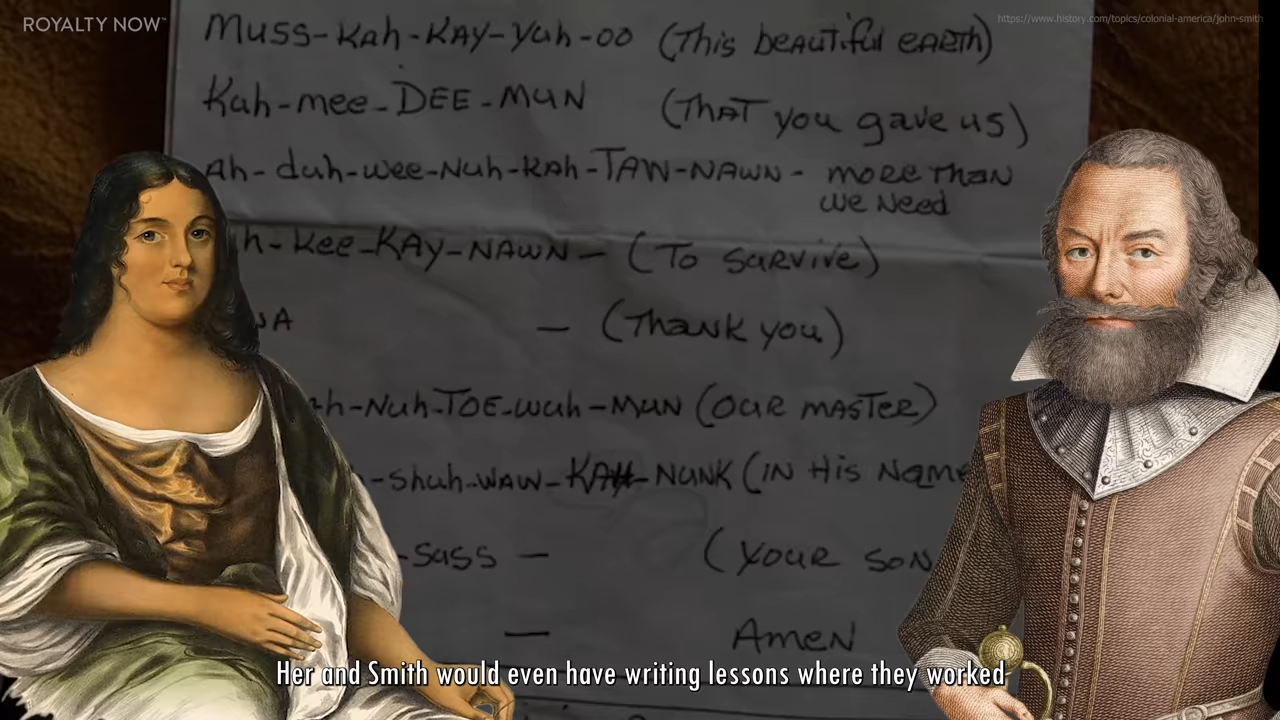 ROYALTY NOW™
https://www.history.com/topics/colonial-america/john-smith
Muss-Kah-KAY-yuh-oo (This beautiful earth)
Kah-mee-DEE-MUN (THAT you gave us)
Ah-duh-wee-Nuh-Kah-TAW-NAWN- more than
we need
h-Kee-KAY-NAWN- (To survive)
NA - (Thank you)
h-Nuh-TOE-wuh-MUN (OUR MASTER)
-Shuh-WAW-KAH-NUNK (IN His NAME
-Sass - (YOUR SON
- AMEN
Her and Smith would even have writing lessons where they worked